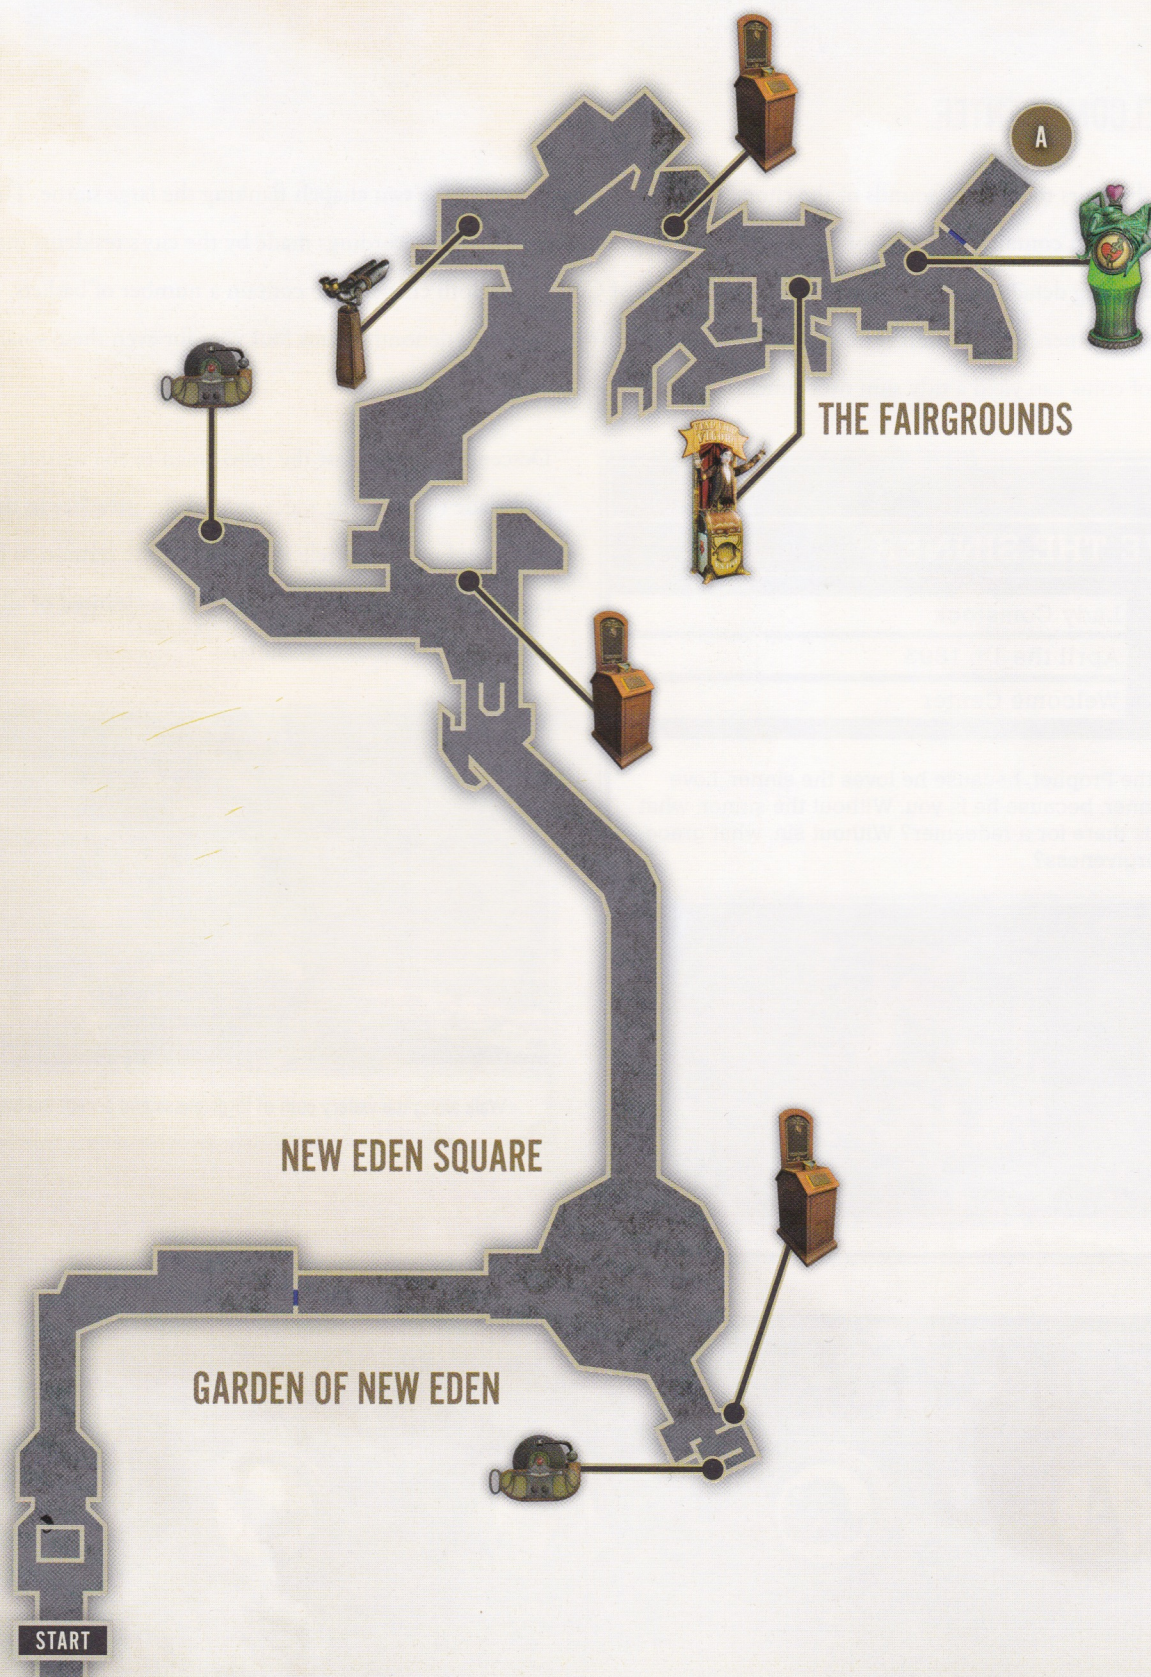 A
THE FAIRGROUNDS
NEW EDEN SQUARE
GARDEN OF NEW EDEN
START